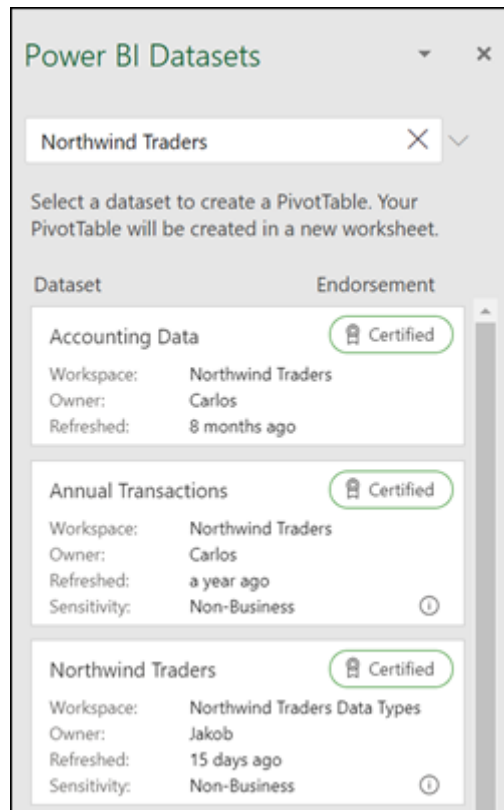 Power BI Datasets
Northwind Traders
Select a dataset to create a PivotTable. Your
PivotTable will be created in a new worksheet.
Dataset Endorsement
Accounting Data Certified
Workspace: Northwind Traders
Owner: Carlos
Refreshed: 8 months ago
Annual Transactions Certified
Workspace: Northwind Traders
Owner: Carlos
Refreshed: a year ago
Sensitivity: Non-Business
Northwind Traders Certified
Workspace: Northwind Traders Data Types
Owner: Jakob
Refreshed: 15 days ago
Sensitivity: Non-Business